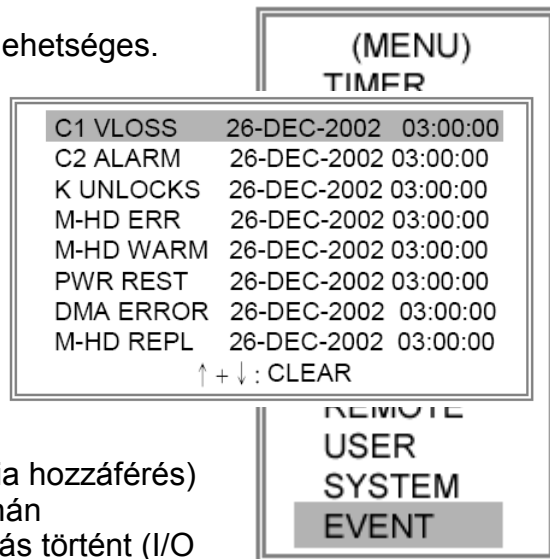 ehetséges.
(MENU)
TIMER
C1 VLOSS 26-DEC-2002 03:00:00
C2 ALARM 26-DEC-2002 03:00:00
K UNLOCKS 26-DEC-2002 03:00:00
M-HD ERR 26-DEC-2002 03:00:00
M-HD WARM 26-DEC-2002 03:00:00
PWR REST 26-DEC-2002 03:00:00
DMA ERROR 26-DEC-2002 03:00:00
M-HD REPL 26-DEC-2002 03:00:00
↑+↓: CLEAR
REMOTE
USER
SYSTEM
EVENT
ia hozzáférés)
nán
ás történt (I/O